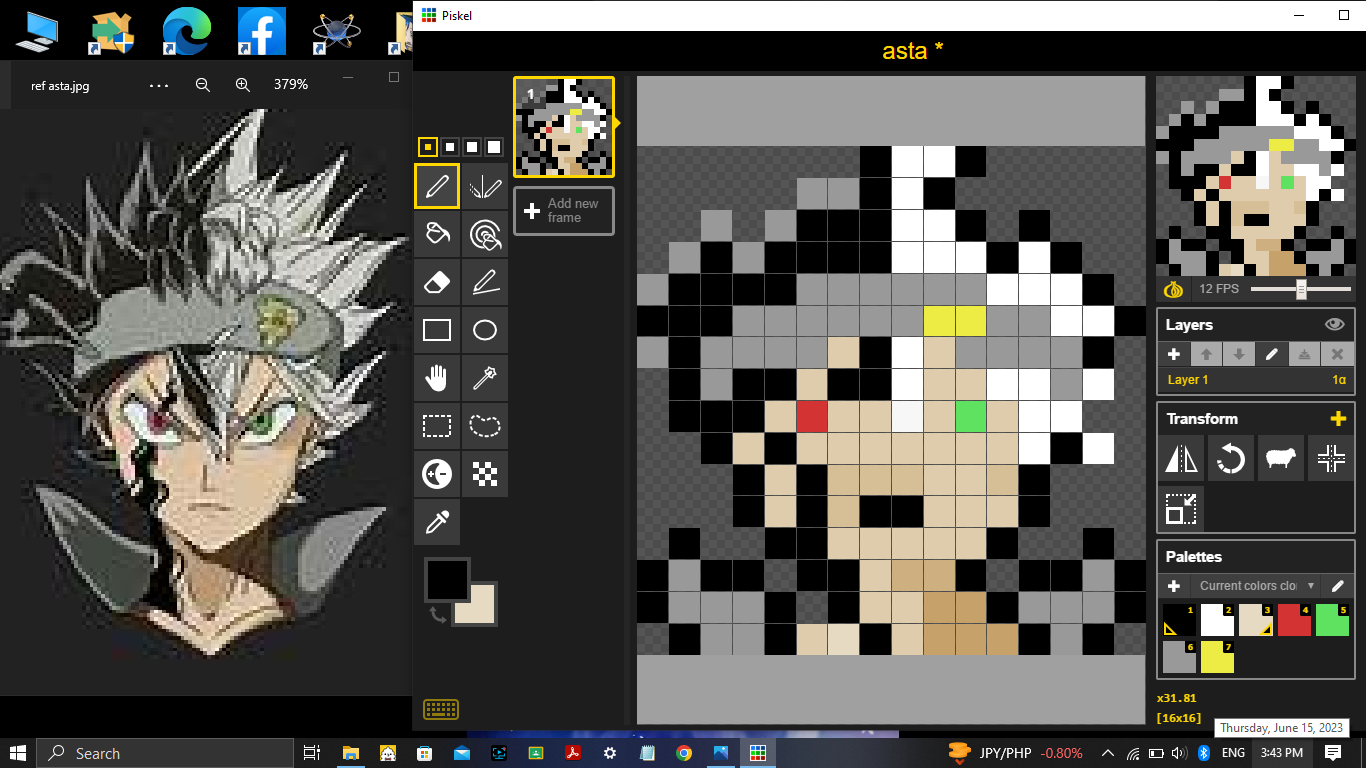 Piskel
asta *
ref asta.jpg
379%
1
Add new
frame
12 FPS
Layers
Layer 1
1α
Transform
Palettes
Current colors clo
1
2
3
4
5
6
7
x31.81
[16x16]
Thursday, June 15, 2023
Search
JPY/PHP
-0.80%
ENG
3:43 PM